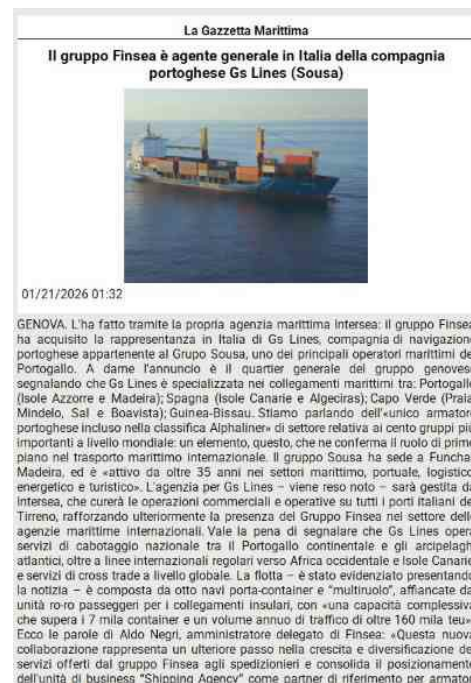 La Gazzetta Marittima
Il gruppo Finsea è agente generale in Italia della compagnia
portoghese Gs Lines (Sousa)
01/21/2026 01:32
GENOVA. L'ha fatto tramite la propria agenzia marittima Intersea: il gruppo Finsea
ha acquisito la rappresentanza in Italia di Gs Lines, compagnia di navigazione
portoghese appartenente al Grupo Sousa, uno dei principali operatori marittimi del
Portogallo. A dame l'annuncio è il quartier generale del gruppo genovese
segnalando che Gs Lines è specializzata nei collegamenti marittimi tra: Portogallo
(Isole Azzorre e Madeira); Spagna (Isole Canarie e Algeciras); Capo Verde (Praia,
Mindelo, Sal e Boavista); Guinea-Bissau. Stiamo parlando dell'«unico armatore
portoghese incluso nella classifica Alphaliner» di settore relativa ai cento gruppi più
importanti a livello mondiale: un elemento, questo, che ne conferma il ruolo di primo
piano nel trasporto marittimo internazionale. Il gruppo Sousa ha sede a Funchal,
Madeira, ed è «attivo da oltre 35 anni nei settori marittimo, portuale, logistico,
energetico e turistico». L'agenzia per Gs Lines – viene reso noto – sarà gestita da
Intersea, che curerà le operazioni commerciali e operative su tutti i porti italiani del
Tirreno, rafforzando ulteriormente la presenza del Gruppo Finsea nel settore delle
agenzie marittime internazionali. Vale la pena di segnalare che Gs Lines opera
servizi di cabotaggio nazionale tra il Portogallo continentale e gli arcipelaghi
atlantici, oltre a linee internazionali regolari verso Africa occidentale e Isole Canarie
e servizi di cross trade a livello globale. La flotta – è stato evidenziato presentando
la notizia – è composta da otto navi porta-container e "multiruolo", affiancate da
unità ro-ro passeggeri per i collegamenti insulari, con «una capacità complessiva
che supera i 7 mila container e un volume annuo di traffico di oltre 160 mila teu».
Ecco le parole di Aldo Negri, amministratore delegato di Finsea: «Questa nuova
collaborazione rappresenta un ulteriore passo nella crescita e diversificazione dei
servizi offerti dal gruppo Finsea agli spedizionieri e consolida il posizionamento
dell'unità di business "Shipping Agency" come partner di riferimento per armatori